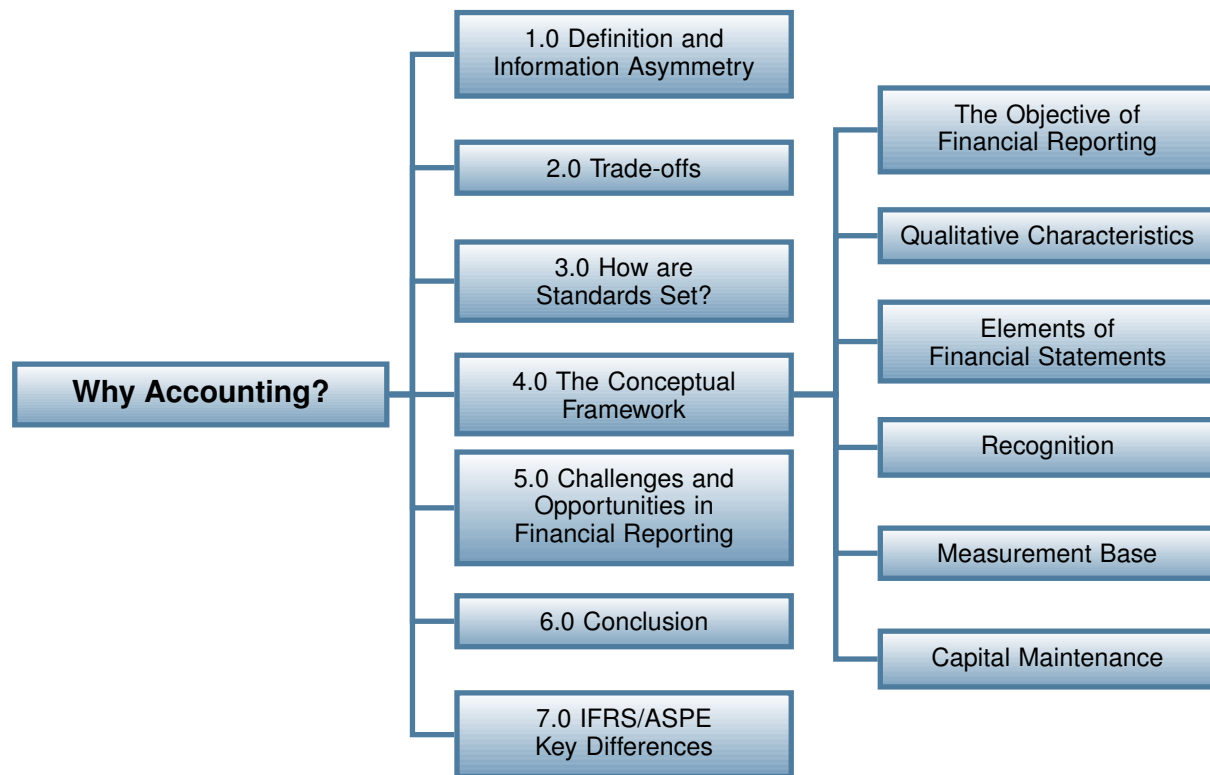 Why Accounting?
1.0 Definition and
Information Asymmetry
2.0 Trade-offs
3.0 How are
Standards Set?
4.0 The Conceptual
Framework
5.0 Challenges and
Opportunities in
Financial Reporting
6.0 Conclusion
7.0 IFRS/ASPE
Key Differences
The Objective of
Financial Reporting
Qualitative Characteristics
Elements of
Financial Statements
Recognition
Measurement Base
Capital Maintenance